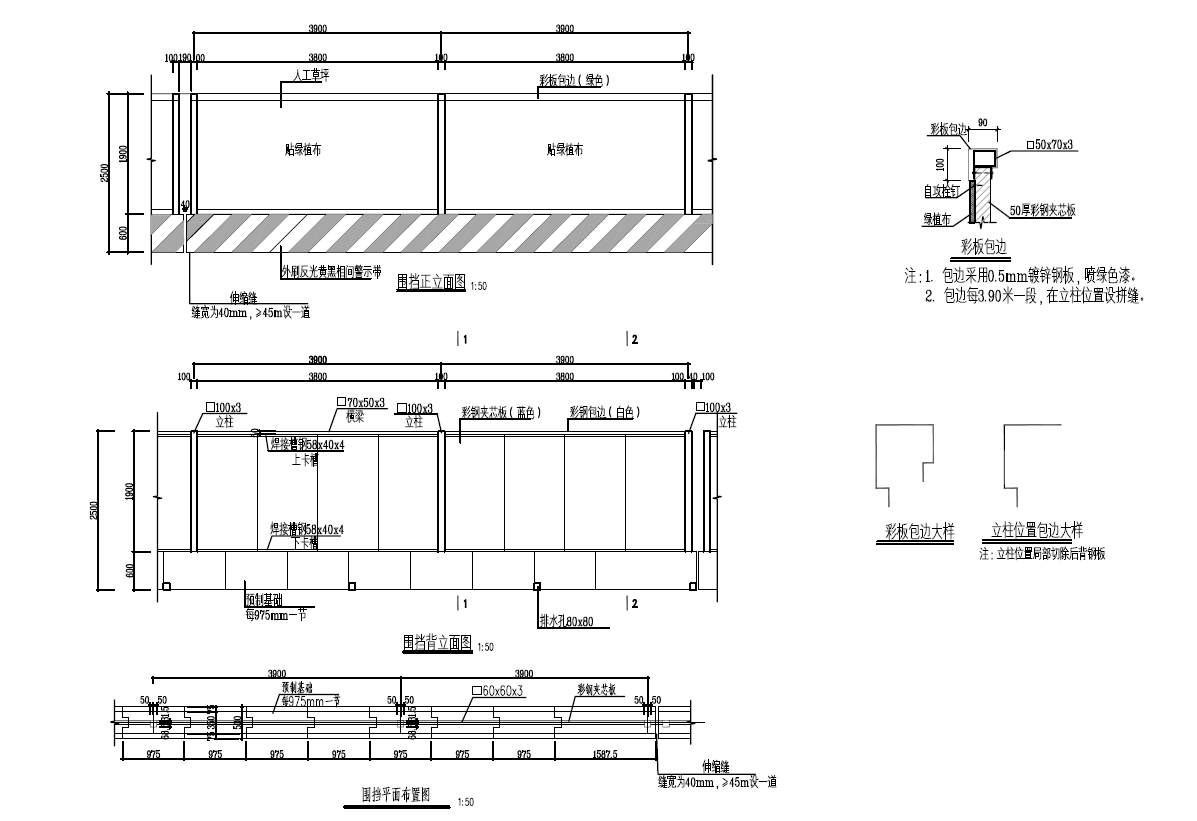 3900
3900
100 190 100
3800
100
3800
100
人工草坪
彩板包边(绿色)
贴绿植布
贴绿植布
2500
1900
600
40
外刷反光黄黑相间警示带
围挡正立面图 1:50
伸缩缝
缝宽为40mm,≥45m设一道
彩板包边
90
□50x70x3
100
自攻栓钉
绿植布
50厚彩钢夹芯板
彩板包边
注:1. 包边采用0.5mm镀锌钢板,喷绿色漆。
2. 包边每3.90米一段,在立柱位置设拼缝。
1
2
3900
3900
100
3800
100
3800
100 40 100
□100x3
立柱
□70x50x3
横梁
□100x3
立柱
彩钢夹芯板(蓝色)
彩钢包边(白色)
□100x3
立柱
焊接槽钢58x40x4
上卡槽
2500
1900
600
焊接槽钢58x40x4
下卡槽
预制基础
每975mm一节
1
2
排水孔80x80
围挡背立面图 1:50
彩板包边大样
立柱位置包边大样
注:立柱位置局部切除后背钢板
3900
3900
50 50
预制基础
每975mm一节
50 50
□60x60x3
彩钢夹芯板
50 50
75 350 75
500
975
975
975
975
975
975
975
1587.5
伸缩缝
缝宽为40mm,≥45m设一道
围挡平面布置图 1:50